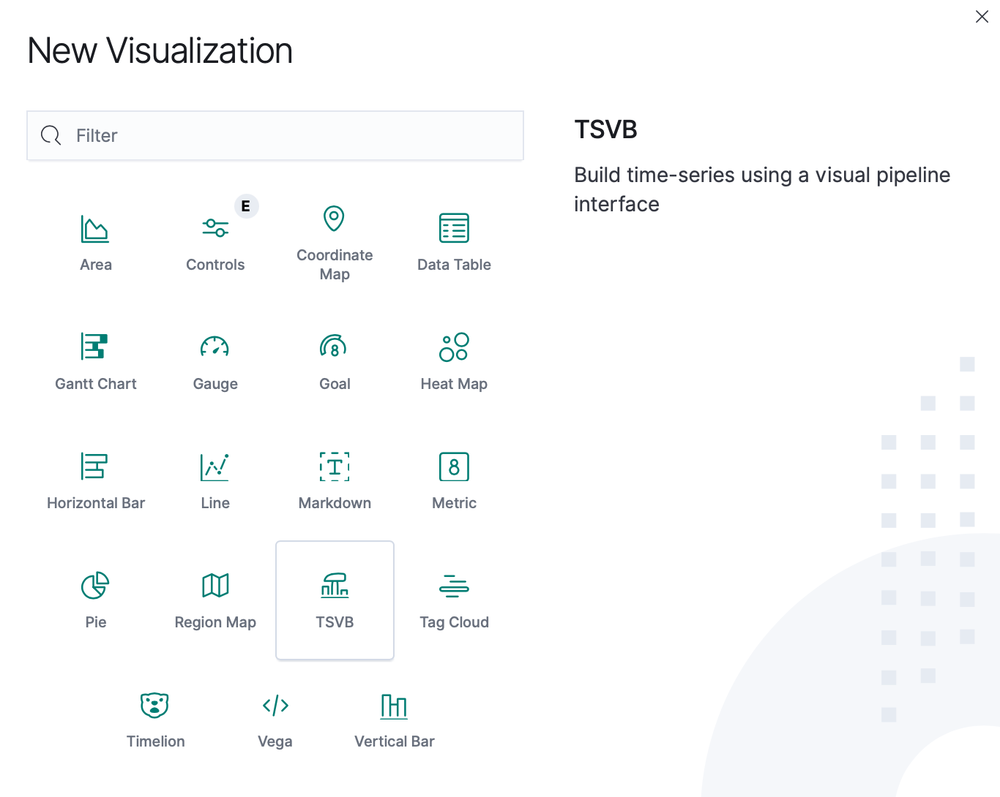 New Visualization
Filter
TSVB
Build time-series using a visual pipeline
interface
E
Area
Controls
Coordinate
Map
Data Table
Gantt Chart
Gauge
8
Goal
Heat Map
Horizontal Bar
Line
T
Markdown
8
Metric
Pie
Region Map
TSVB
Tag Cloud
Timelion
</>
Vega
Vertical Bar